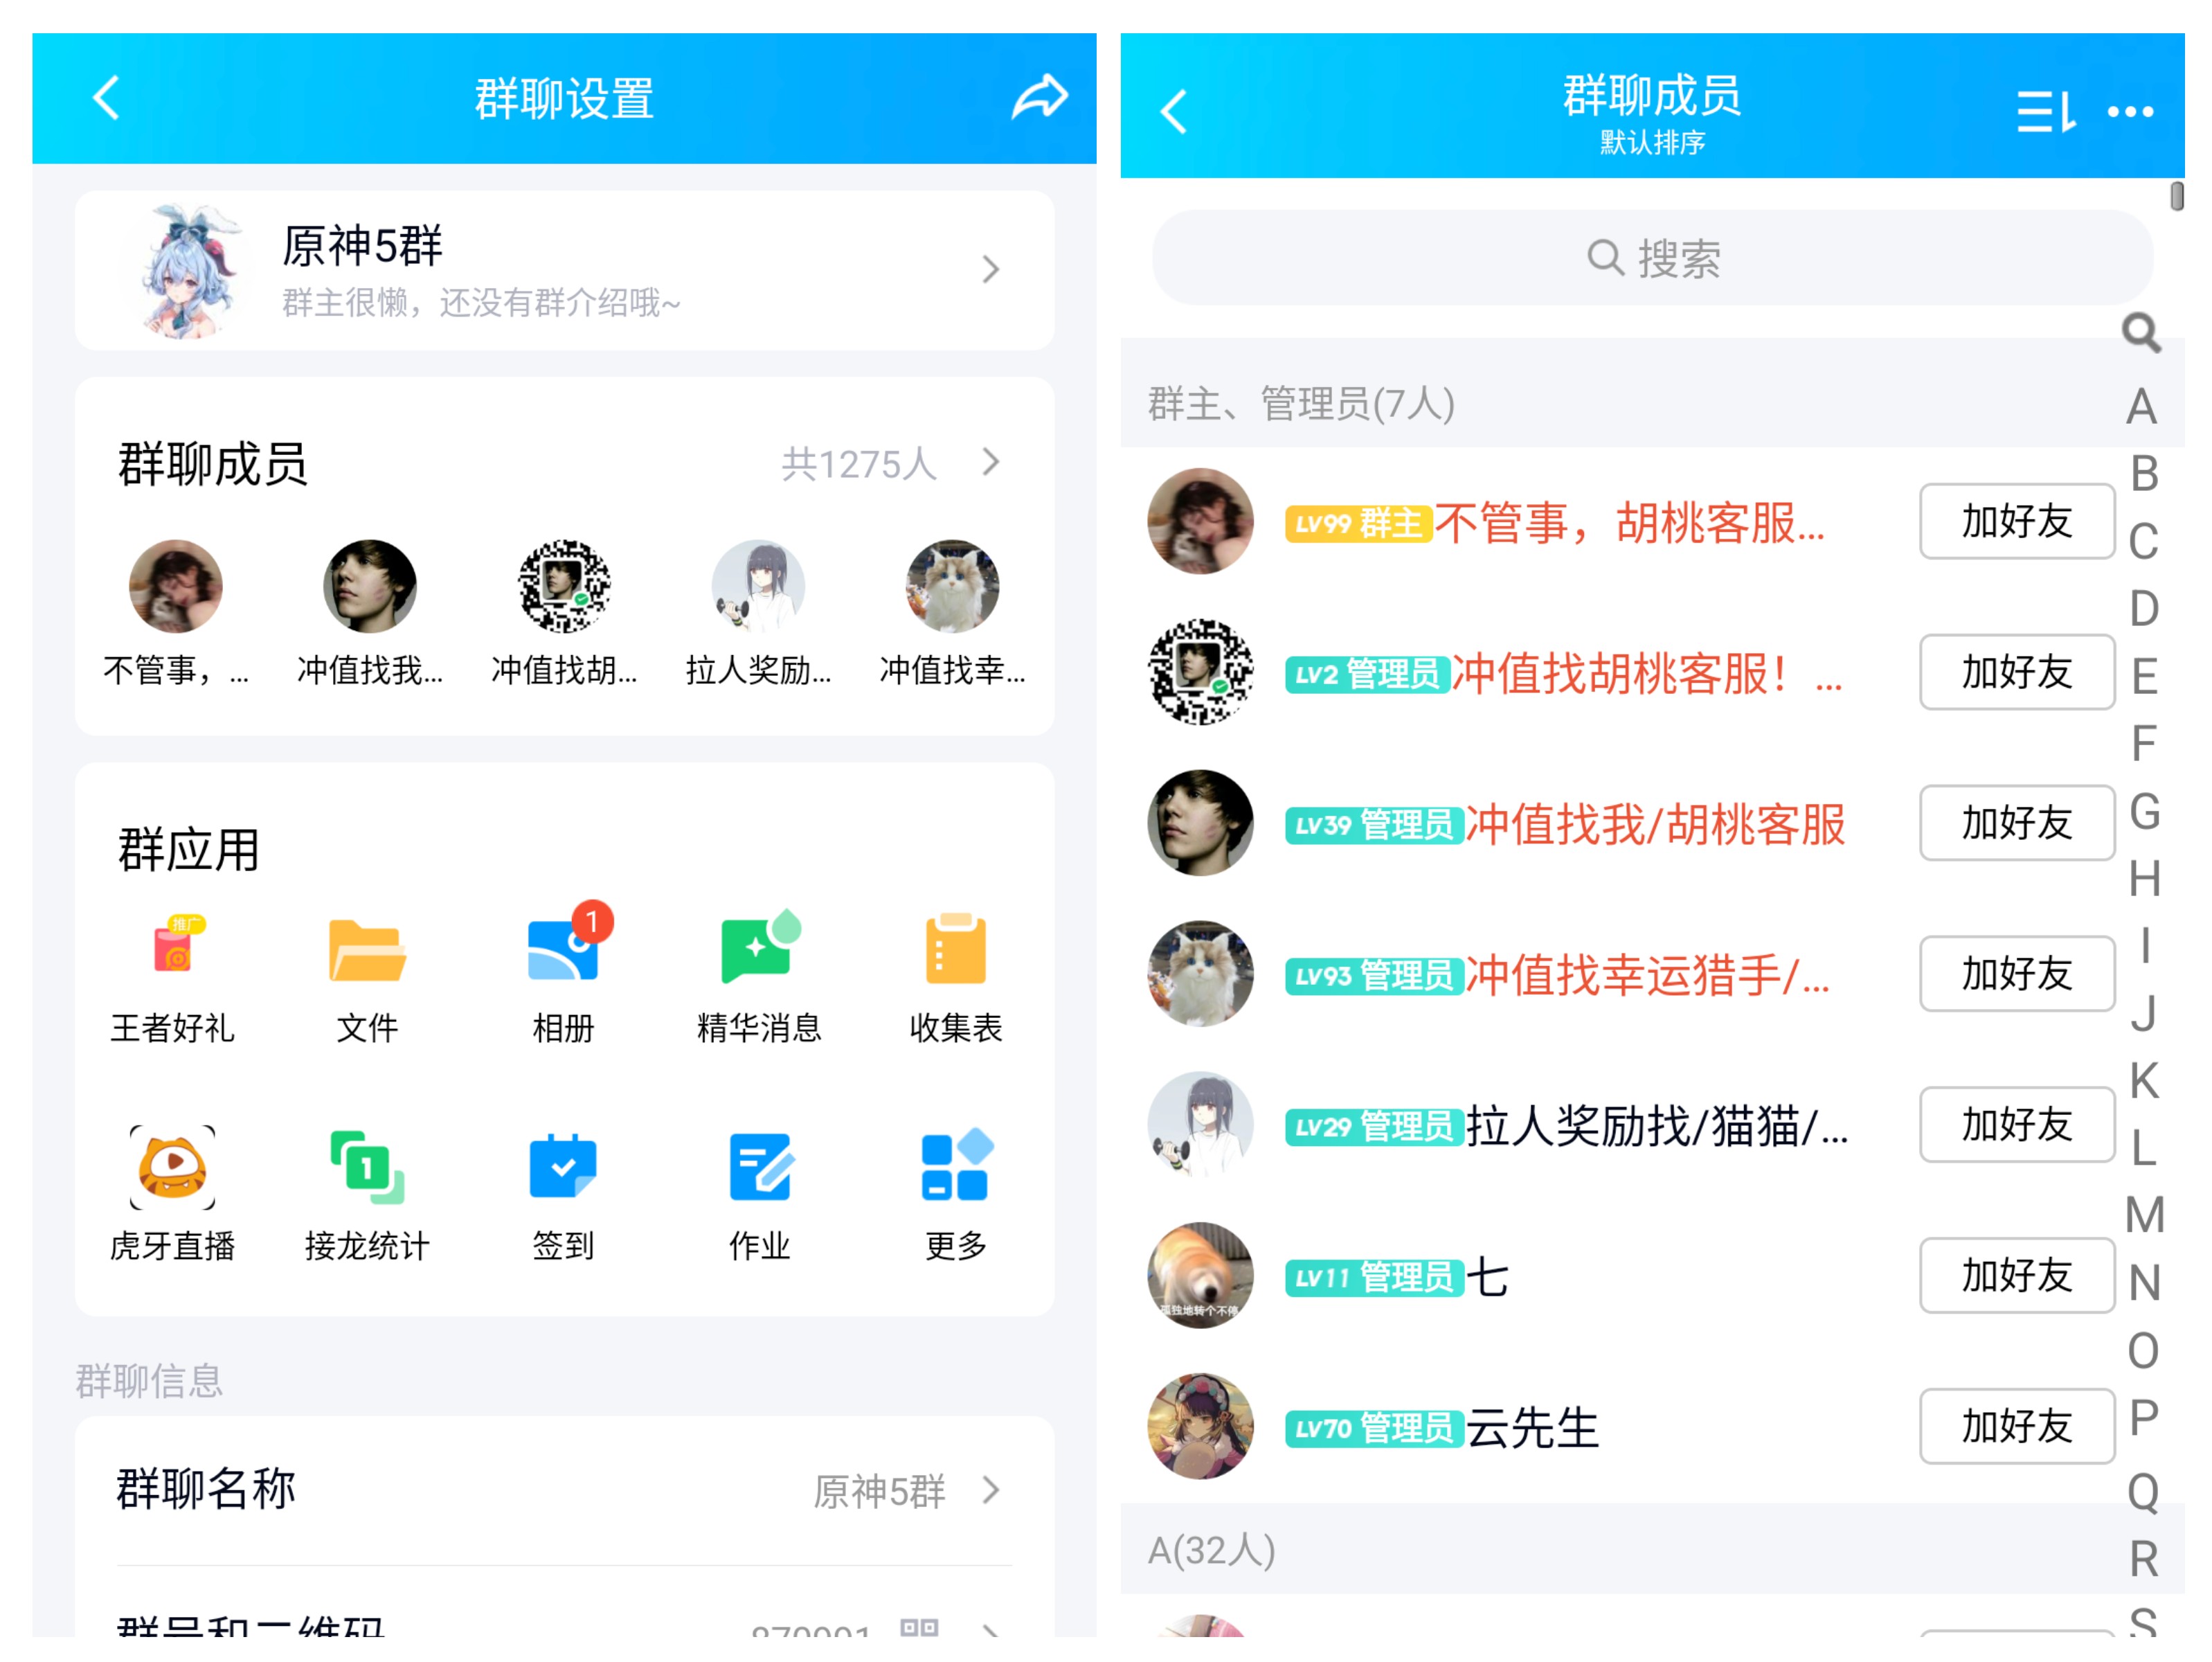 群聊设置
原神5群
群主很懒，还没有群介绍哦~
群聊成员
共1275人
不管事，...
冲值找我...
冲值找胡...
拉人奖励...
冲值找幸...
群应用
推广
1
王者好礼
文件
相册
精华消息
收集表
1
虎牙直播
接龙统计
签到
作业
更多
群聊信息
群聊名称
原神5群
群号和二维码
群聊成员
默认排序
搜索
群主、管理员(7人)
LV99 群主 不管事，胡桃客服...
加好友
LV2 管理员 冲值找胡桃客服！...
加好友
LV39 管理员 冲值找我/胡桃客服
加好友
LV93 管理员 冲值找幸运猎手/...
加好友
LV29 管理员 拉人奖励找/猫猫/...
加好友
孤独地转个不停
LV11 管理员 七
加好友
LV70 管理员 云先生
加好友
A(32人)
A
B
C
D
E
F
G
H
I
J
K
L
M
N
O
P
Q
R
S